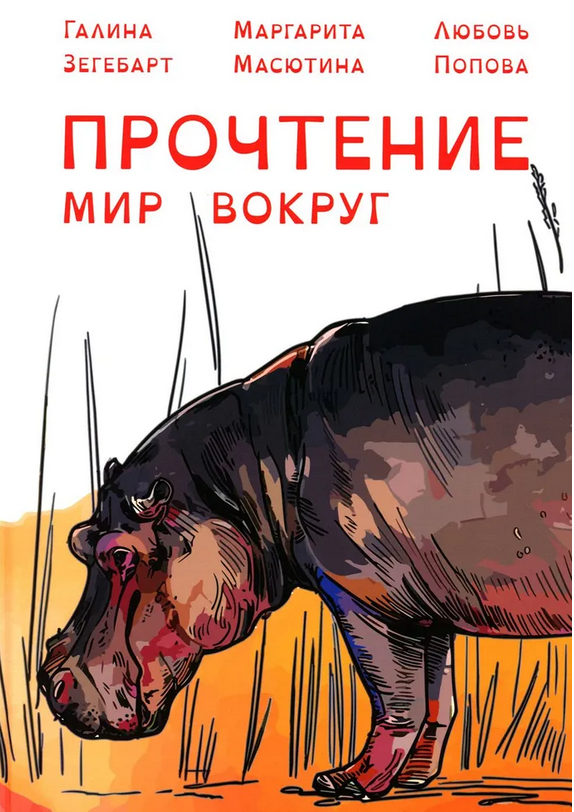 Галина Маргарита Любовь
Зегебарт Масютина Попова
ПРОЧТЕНИЕ
МИР ВОКРУГ